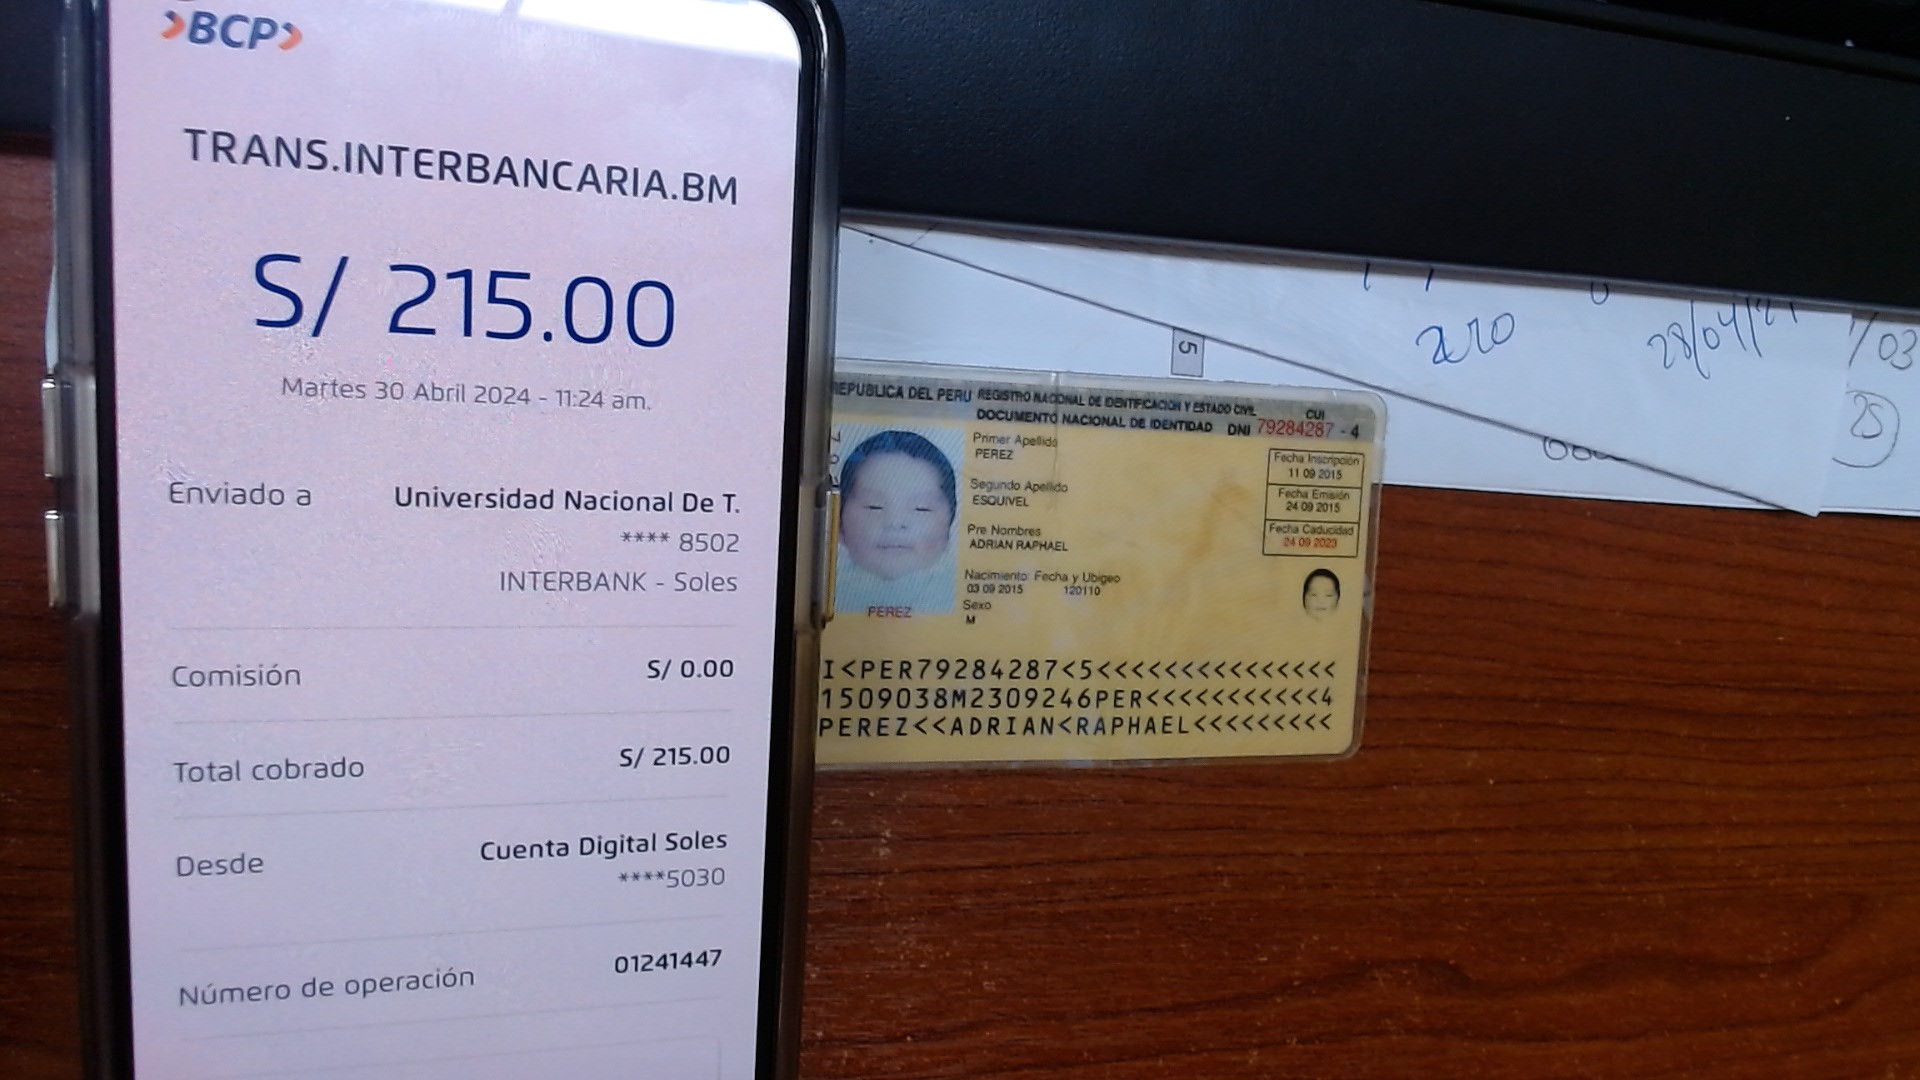 BCP
TRANS.INTERBANCARIA.BM
S/ 215.00
Martes 30 Abril 2024 - 11:24 am.
Enviado a Universidad Nacional De T.
**** 8502
INTERBANK - Soles
Comisión S/ 0.00
Total cobrado S/ 215.00
Desde Cuenta Digital Soles
****5030
Número de operación 01241447
28/04/
/03
25
5
REPUBLICA DEL PERU REGISTRO NACIONAL DE IDENTIFICACION Y ESTADO CIVIL CUI
DOCUMENTO NACIONAL DE IDENTIDAD DNI 79284287 - 4
Primer Apellido
PEREZ
Segundo Apellido
ESQUIVEL
Pre Nombres
ADRIAN RAPHAEL
Nacimiento: Fecha y Ubigeo
03 09 2015 120110
Sexo
M
Fecha Inscripción
11 09 2015
Fecha Emisión
24 09 2015
Fecha Caducidad
24 09 2023
PEREZ
I<PER79284287<5<<<<<<<<<<<<<<<
1509038M2309246PER<<<<<<<<<<<4
PEREZ<<ADRIAN<RAPHAEL<<<<<<<<<